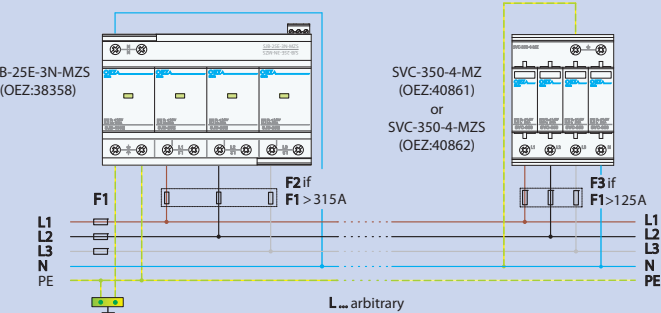 B-25E-3N-MZS
(OEZ:38358)
SVC-350-4-MZ
(OEZ:40861)
or
SVC-350-4-MZS
(OEZ:40862)
F2 if
F1 >315A
F3 if
F1>125A
F1
L1
L2
L3
N
PE
L1
L2
L3
N
PE
L ... arbitrary